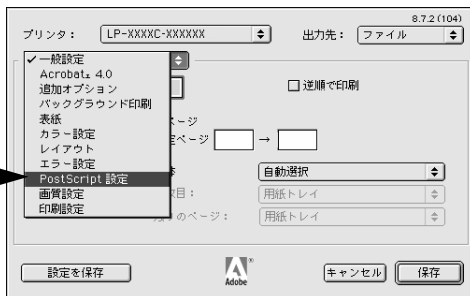 8.7.2 (104)
プリンタ： LP-XXXXC-XXXXXX 出力先： ファイル
✓一般設定
Acrobat™ 4.0
追加オプション 逆順で印刷
バックグラウンド印刷
表紙 ページ
カラー設定 ページ →
レイアウト
エラー設定 自動選択
PostScript 設定
画質設定 目： 用紙トレイ
印刷設定 のページ： 用紙トレイ
設定を保存 Adobe ® キャンセル 保存